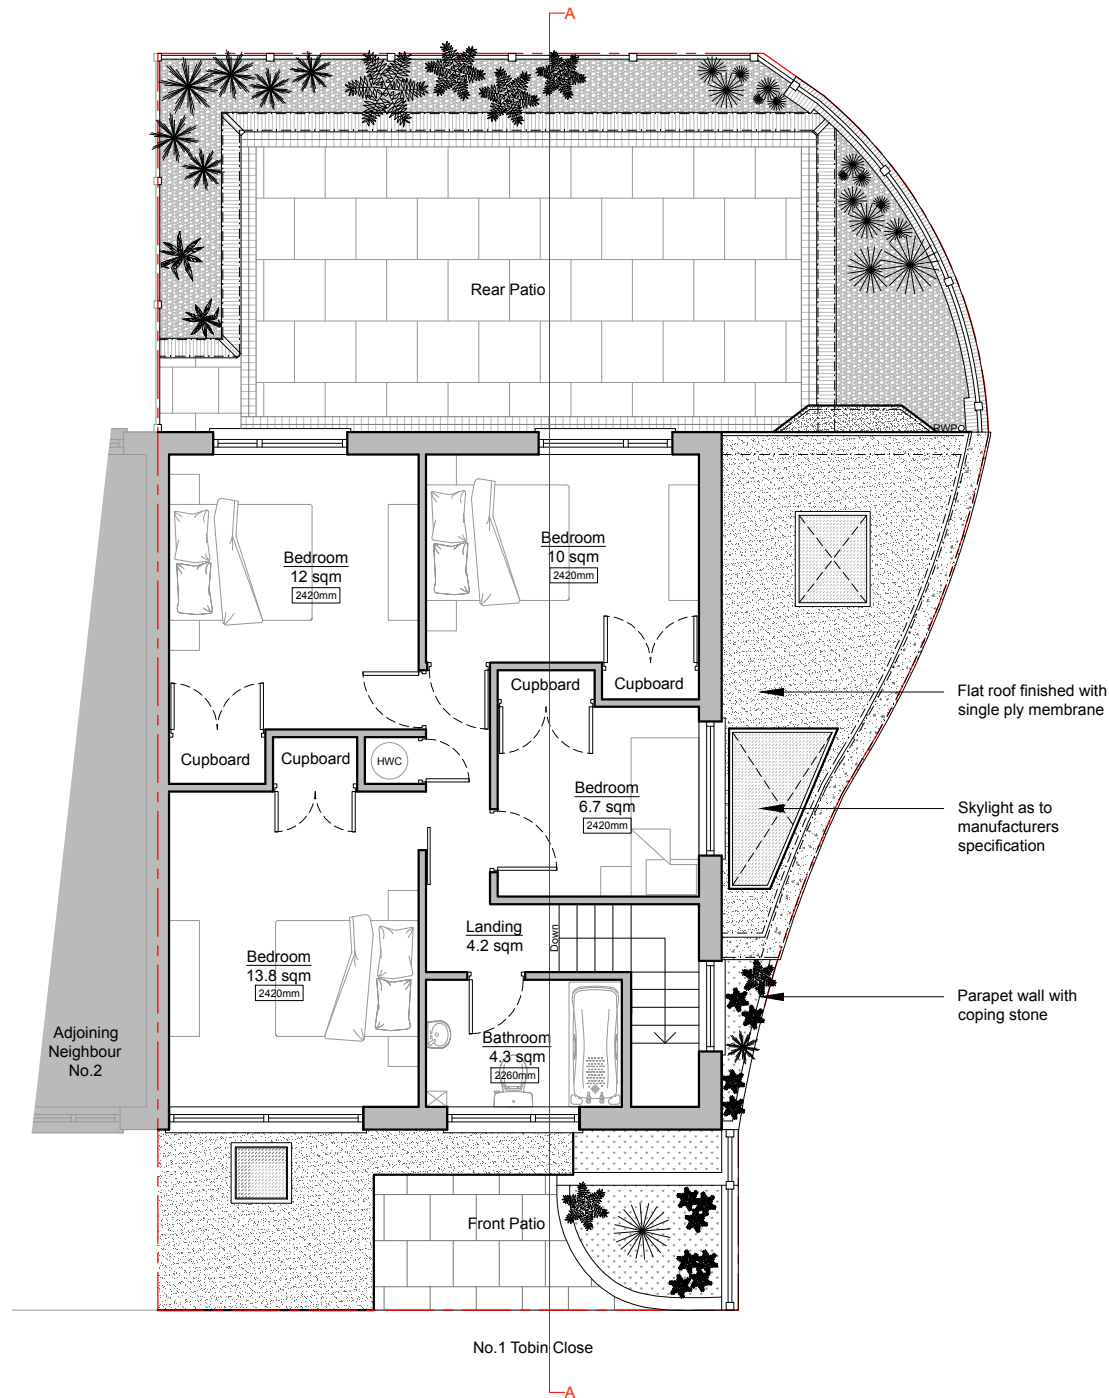 A
Rear Patio
RWPO
Bedroom
12 sqm
2420mm
Bedroom
10 sqm
2420mm
Cupboard
Cupboard
Cupboard
Cupboard
HWC
Bedroom
6.7 sqm
2420mm
Flat roof finished with
single ply membrane
Skylight as to
manufacturers
specification
Landing
4.2 sqm
Down
Bedroom
13.8 sqm
2420mm
Parapet wall with
coping stone
Adjoining
Neighbour
No.2
Bathroom
4.3 sqm
2260mm
Front Patio
No.1 Tobin Close
A